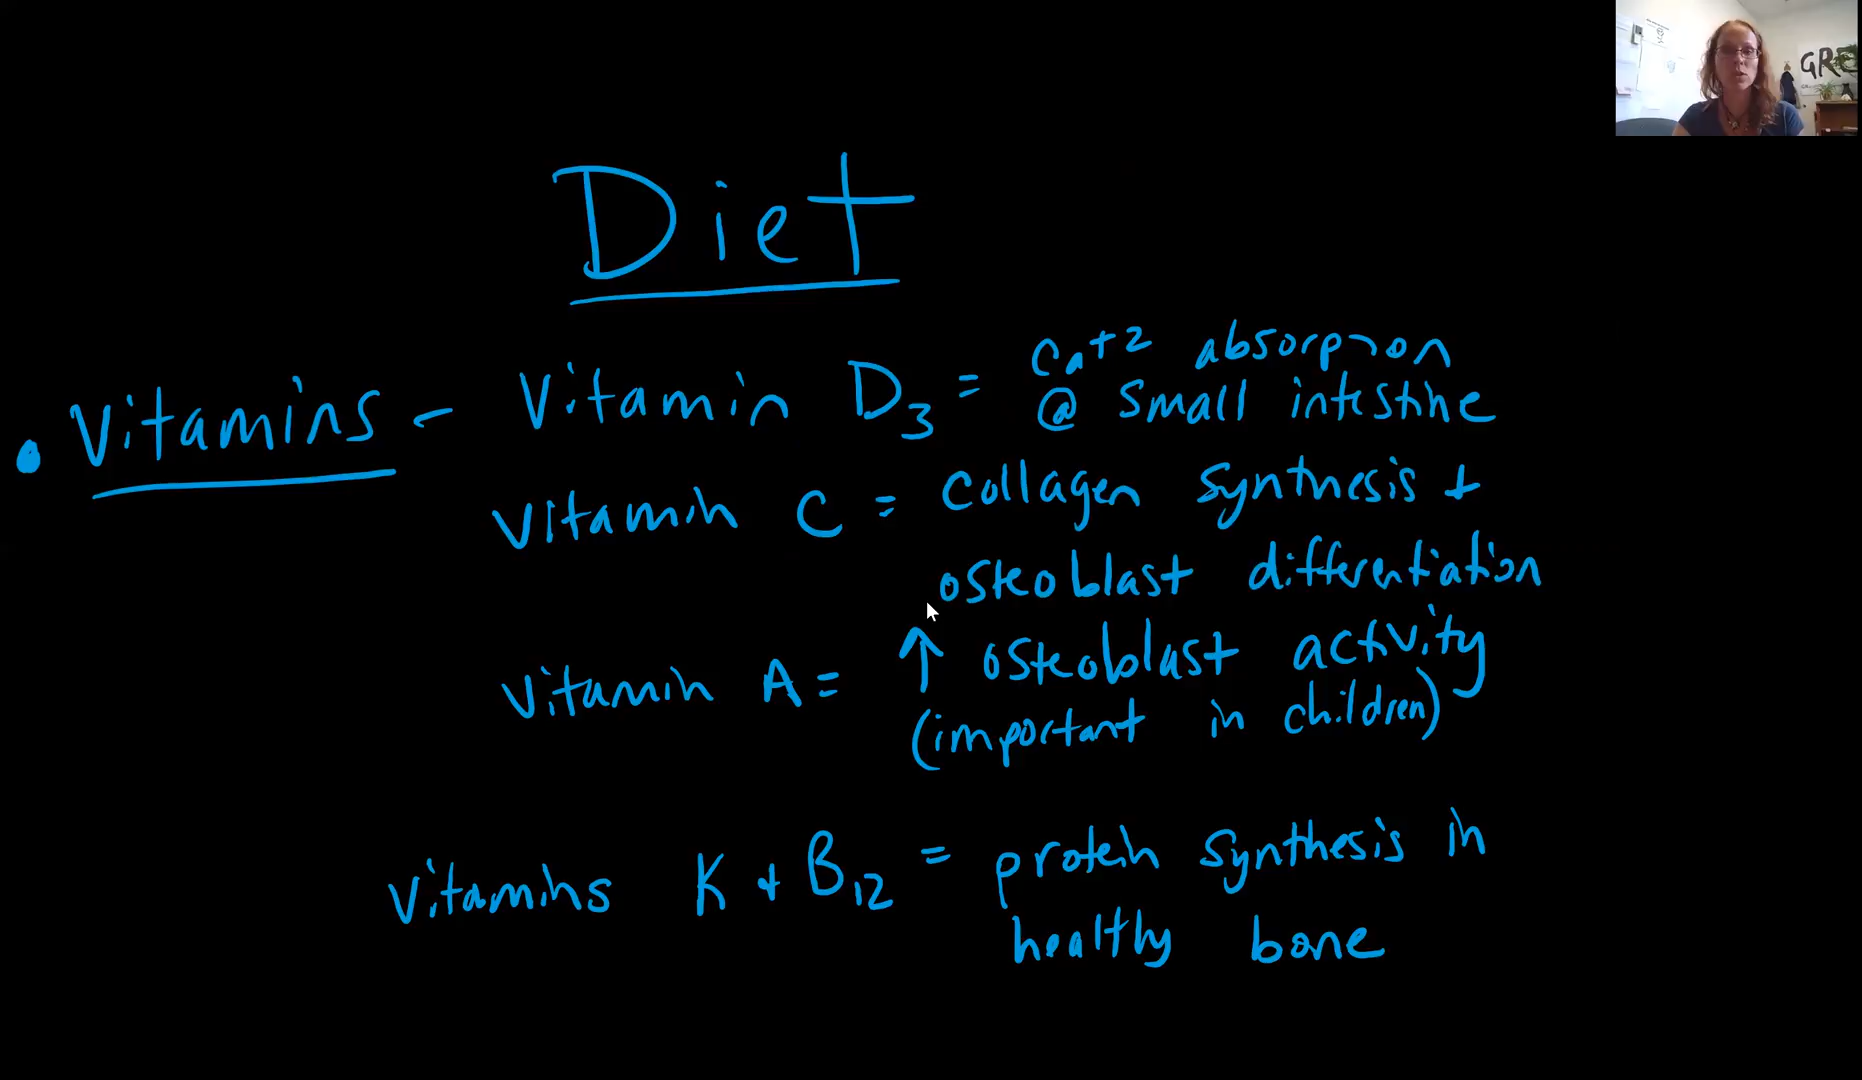 GRE
Diet
• Vitamins - Vitamin D3 = Ca+2 absorption
@ small intestine
Vitamin C = Collagen synthesis +
osteoblast differentiation
Vitamin A = ↑ osteoblast activity
(important in children)
Vitamins K + B12 = protein synthesis in
healthy bone